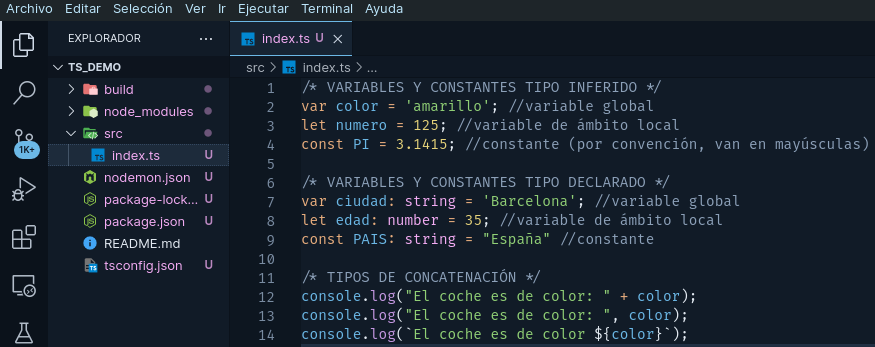 Archivo Editar Selección Ver Ir Ejecutar Terminal Ayuda
EXPLORADOR ...
TS_DEMO
build
node_modules
src
index.ts U
nodemon.json U
package-lock... U
package.json U
README.md
tsconfig.json U
1K+
index.ts U
src > index.ts > ...
1 /* VARIABLES Y CONSTANTES TIPO INFERIDO */
2 var color = 'amarillo'; //variable global
3 let numero = 125; //variable de ámbito local
4 const PI = 3.1415; //constante (por convención, van en mayúsculas)
5
6 /* VARIABLES Y CONSTANTES TIPO DECLARADO */
7 var ciudad: string = 'Barcelona'; //variable global
8 let edad: number = 35; //variable de ámbito local
9 const PAIS: string = "España" //constante
10
11 /* TIPOS DE CONCATENACIÓN */
12 console.log("El coche es de color: " + color);
13 console.log("El coche es de color: ", color);
14 console.log(`El coche es de color ${color}`);